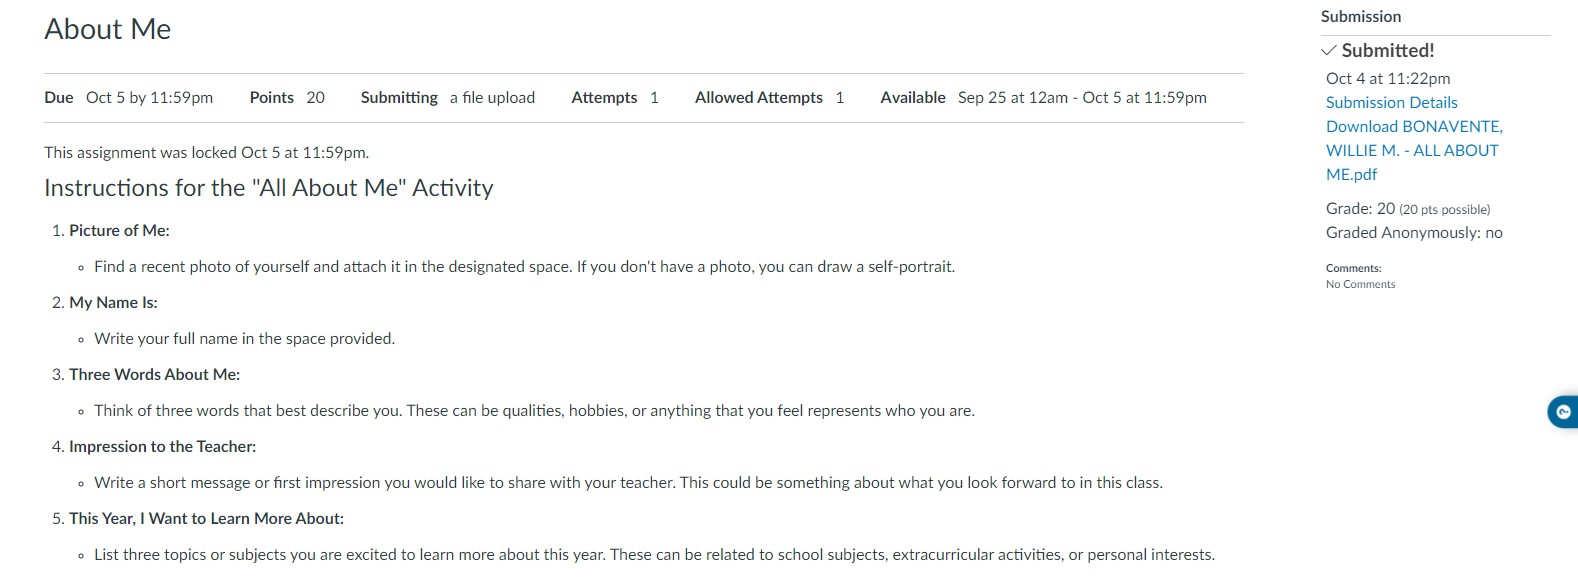 About Me
Due Oct 5 by 11:59pm Points 20 Submitting a file upload Attempts 1 Allowed Attempts 1 Available Sep 25 at 12am - Oct 5 at 11:59pm
This assignment was locked Oct 5 at 11:59pm.
Instructions for the "All About Me" Activity
1. Picture of Me:
◦ Find a recent photo of yourself and attach it in the designated space. If you don't have a photo, you can draw a self-portrait.
2. My Name Is:
◦ Write your full name in the space provided.
3. Three Words About Me:
◦ Think of three words that best describe you. These can be qualities, hobbies, or anything that you feel represents who you are.
4. Impression to the Teacher:
◦ Write a short message or first impression you would like to share with your teacher. This could be something about what you look forward to in this class.
5. This Year, I Want to Learn More About:
◦ List three topics or subjects you are excited to learn more about this year. These can be related to school subjects, extracurricular activities, or personal interests.
Submission
✓ Submitted!
Oct 4 at 11:22pm
Submission Details
Download BONAVENTE,
WILLIE M. - ALL ABOUT
ME.pdf
Grade: 20 (20 pts possible)
Graded Anonymously: no
Comments:
No Comments